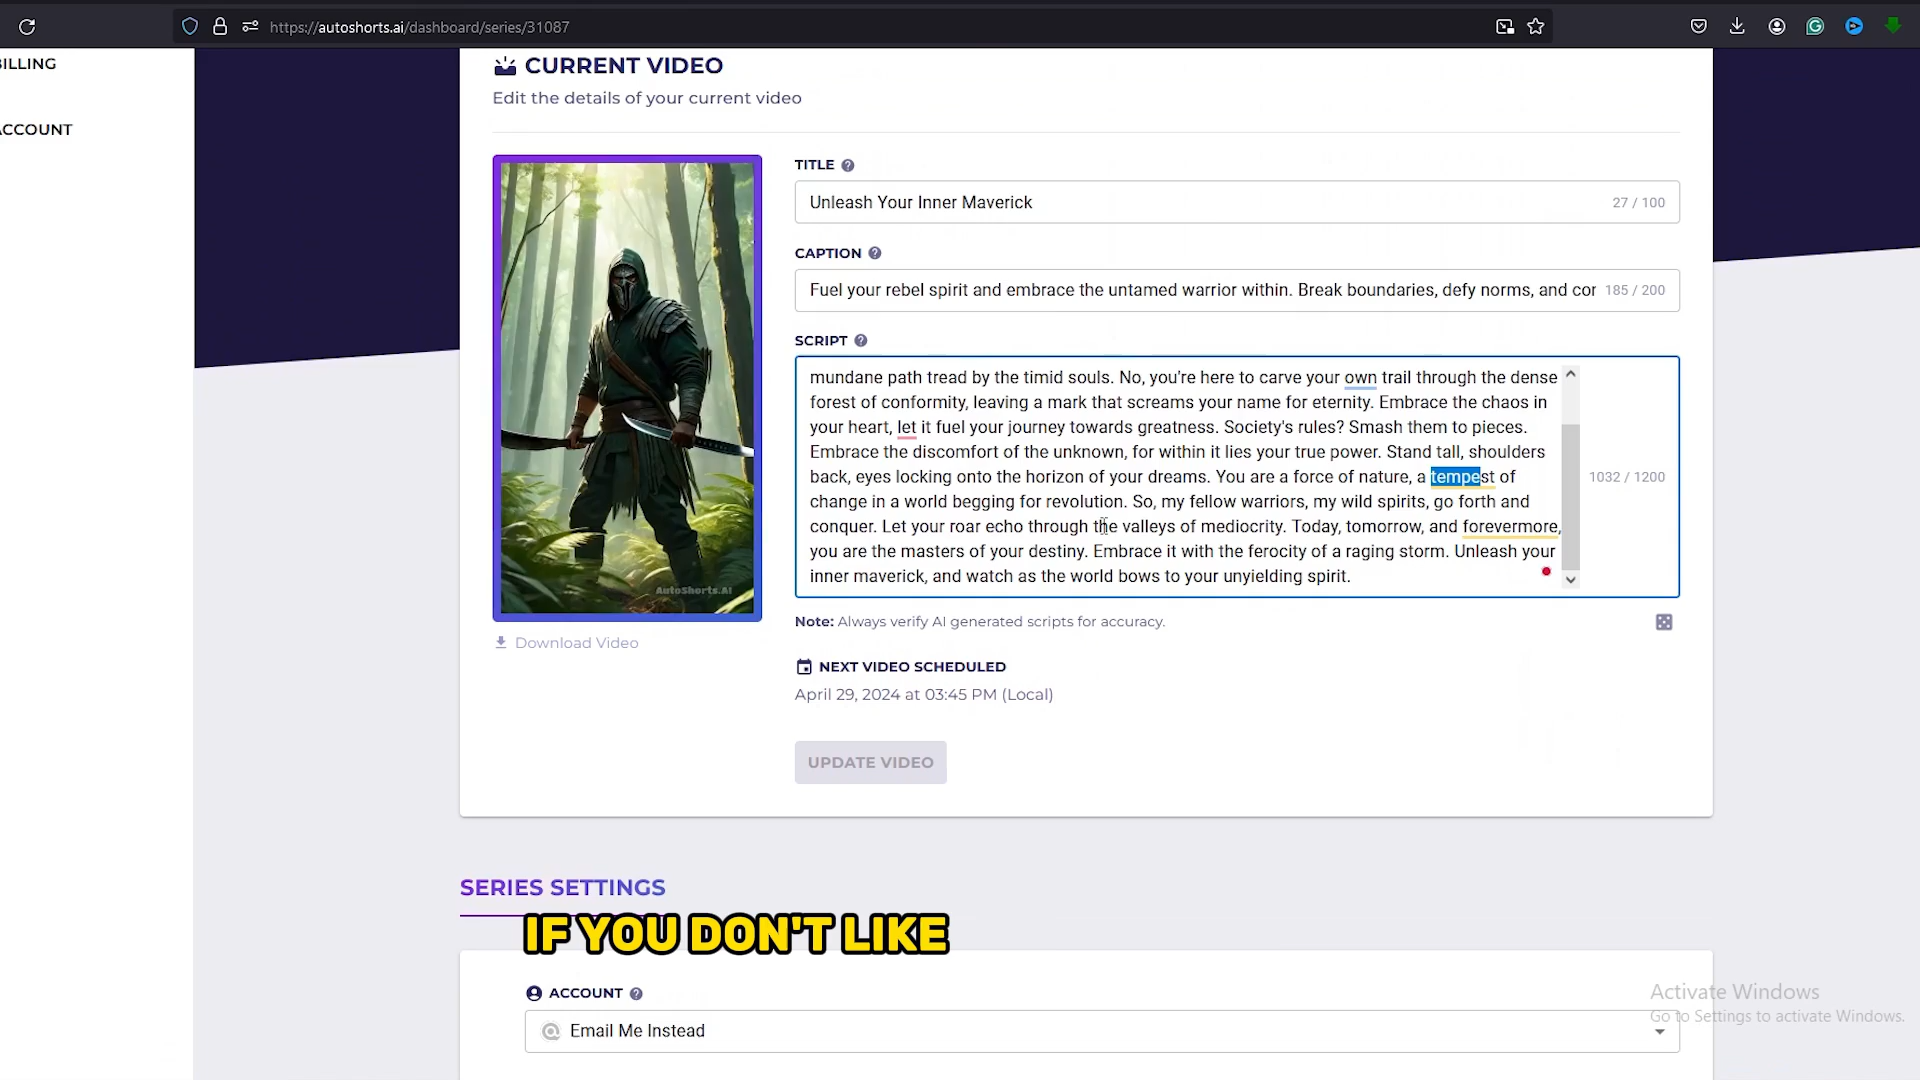 https://autoshorts.ai/dashboard/series/31087
BILLING
ACCOUNT
CURRENT VIDEO
Edit the details of your current video
TITLE
Unleash Your Inner Maverick 27 / 100
CAPTION
Fuel your rebel spirit and embrace the untamed warrior within. Break boundaries, defy norms, and cor 185 / 200
SCRIPT
mundane path tread by the timid souls. No, you're here to carve your own trail through the dense
forest of conformity, leaving a mark that screams your name for eternity. Embrace the chaos in
your heart, let it fuel your journey towards greatness. Society's rules? Smash them to pieces.
Embrace the discomfort of the unknown, for within it lies your true power. Stand tall, shoulders
back, eyes locking onto the horizon of your dreams. You are a force of nature, a tempest of
1032 / 1200
change in a world begging for revolution. So, my fellow warriors, my wild spirits, go forth and
conquer. Let your roar echo through the valleys of mediocrity. Today, tomorrow, and forevermore,
you are the masters of your destiny. Embrace it with the ferocity of a raging storm. Unleash your
inner maverick, and watch as the world bows to your unyielding spirit.
AutoShorts.AI
Download Video
Note: Always verify AI generated scripts for accuracy.
NEXT VIDEO SCHEDULED
April 29, 2024 at 03:45 PM (Local)
UPDATE VIDEO
SERIES SETTINGS
IF YOU DON'T LIKE
ACCOUNT
Email Me Instead
Activate Windows
Go to Settings to activate Windows.